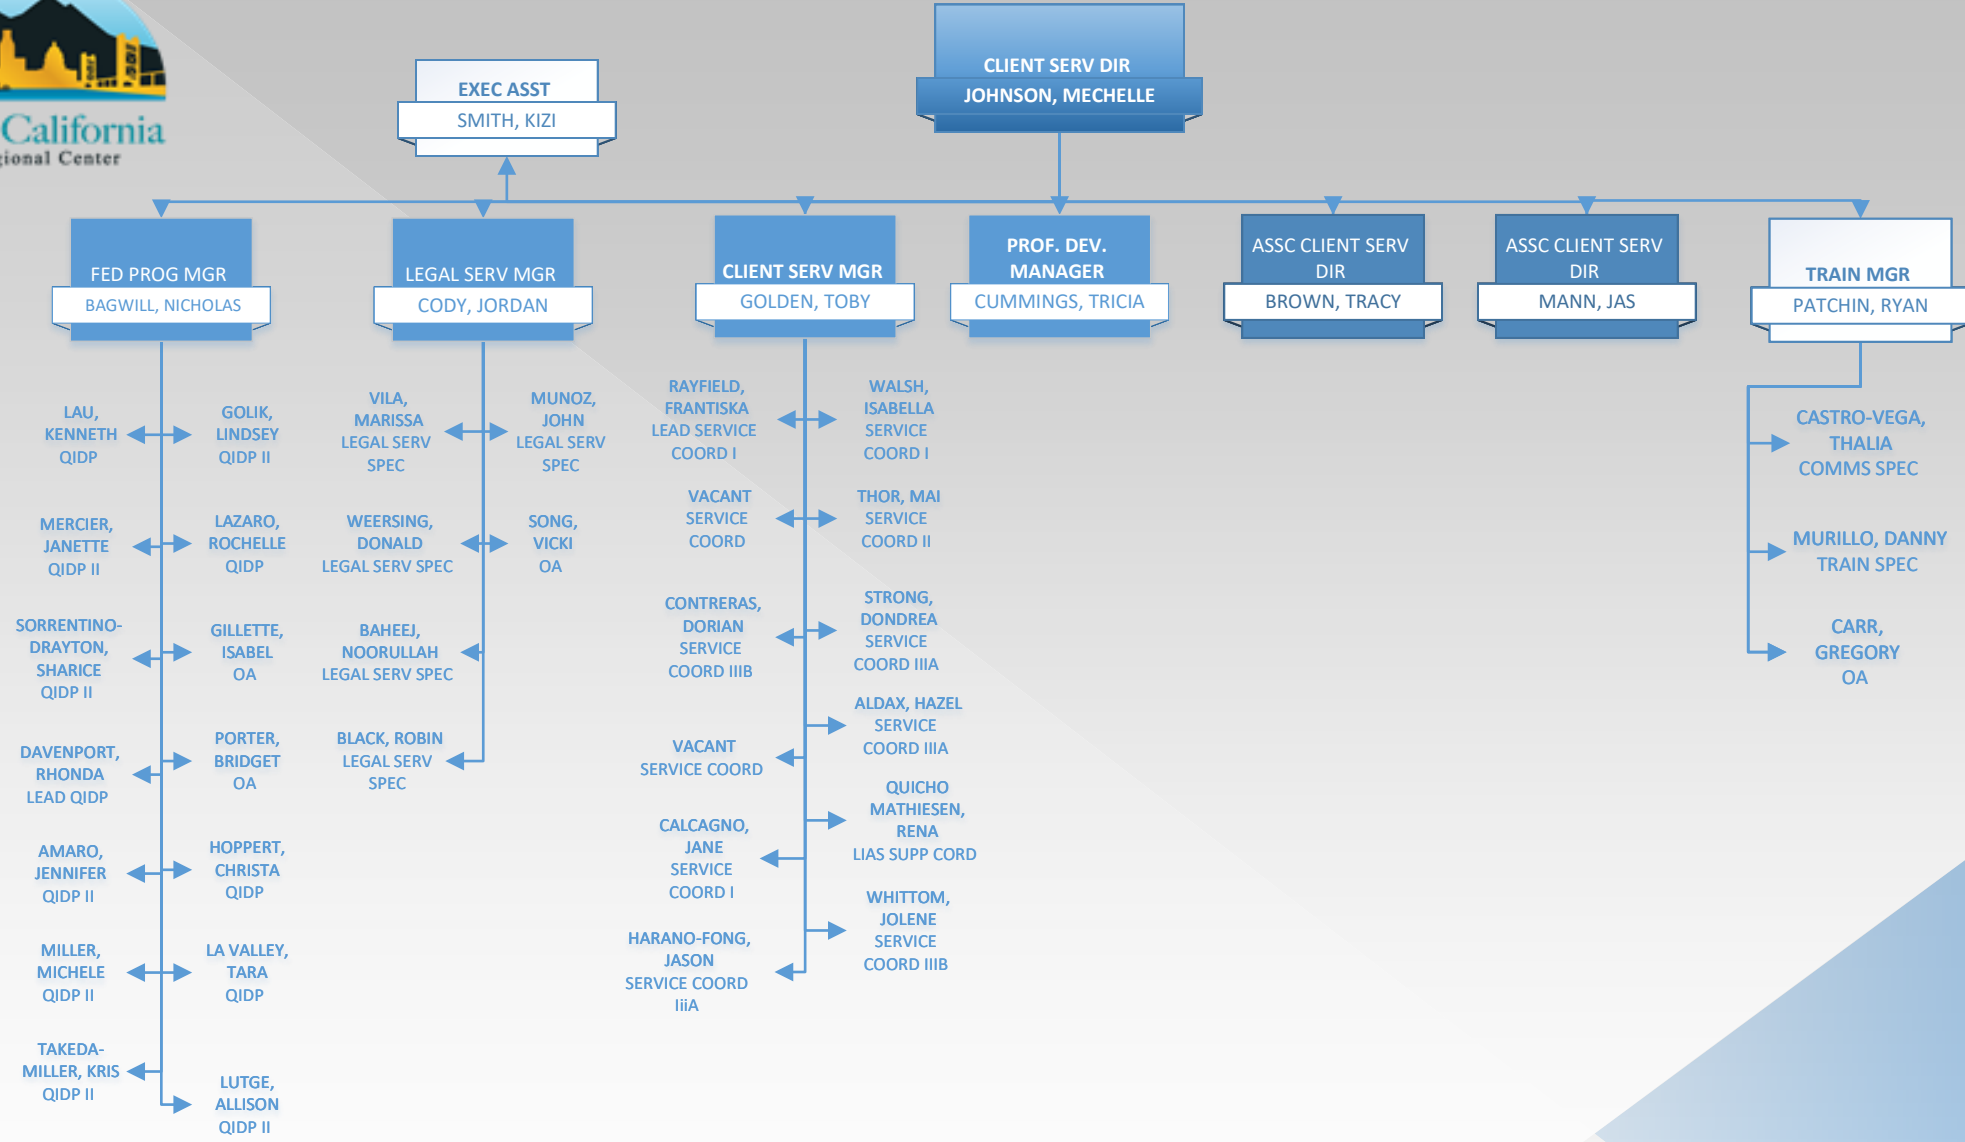 California
gional Center
CLIENT SERV DIR
JOHNSON, MECHELLE
EXEC ASST
SMITH, KIZI
FED PROG MGR
BAGWILL, NICHOLAS
LEGAL SERV MGR
CODY, JORDAN
CLIENT SERV MGR
GOLDEN, TOBY
PROF. DEV.
MANAGER
CUMMINGS, TRICIA
ASSC CLIENT SERV
DIR
BROWN, TRACY
ASSC CLIENT SERV
DIR
MANN, JAS
TRAIN MGR
PATCHIN, RYAN
LAU,
KENNETH
QIDP
GOLIK,
LINDSEY
QIDP II
MERCIER,
JANETTE
QIDP II
LAZARO,
ROCHELLE
QIDP
SORRENTINO-
DRAYTON,
SHARICE
QIDP II
GILLETTE,
ISABEL
OA
DAVENPORT,
RHONDA
LEAD QIDP
PORTER,
BRIDGET
OA
AMARO,
JENNIFER
QIDP II
HOPPERT,
CHRISTA
QIDP
MILLER,
MICHELE
QIDP II
LA VALLEY,
TARA
QIDP
TAKEDA-
MILLER, KRIS
QIDP II
LUTGE,
ALLISON
QIDP II
VILA,
MARISSA
LEGAL SERV
SPEC
MUNOZ,
JOHN
LEGAL SERV
SPEC
WEERSING,
DONALD
LEGAL SERV SPEC
SONG,
VICKI
OA
BAHEEJ,
NOORULLAH
LEGAL SERV SPEC
BLACK, ROBIN
LEGAL SERV
SPEC
RAYFIELD,
FRANTISKA
LEAD SERVICE
COORD I
WALSH,
ISABELLA
SERVICE
COORD I
VACANT
SERVICE
COORD
THOR, MAI
SERVICE
COORD II
CONTRERAS,
DORIAN
SERVICE
COORD IIIB
STRONG,
DONDREA
SERVICE
COORD IIIA
VACANT
SERVICE COORD
ALDAX, HAZEL
SERVICE
COORD IIIA
CALCAGNO,
JANE
SERVICE
COORD I
QUICHO
MATHIESEN,
RENA
LIAS SUPP CORD
HARANO-FONG,
JASON
SERVICE COORD
IiiA
WHITTOM,
JOLENE
SERVICE
COORD IIIB
CASTRO-VEGA,
THALIA
COMMS SPEC
MURILLO, DANNY
TRAIN SPEC
CARR,
GREGORY
OA